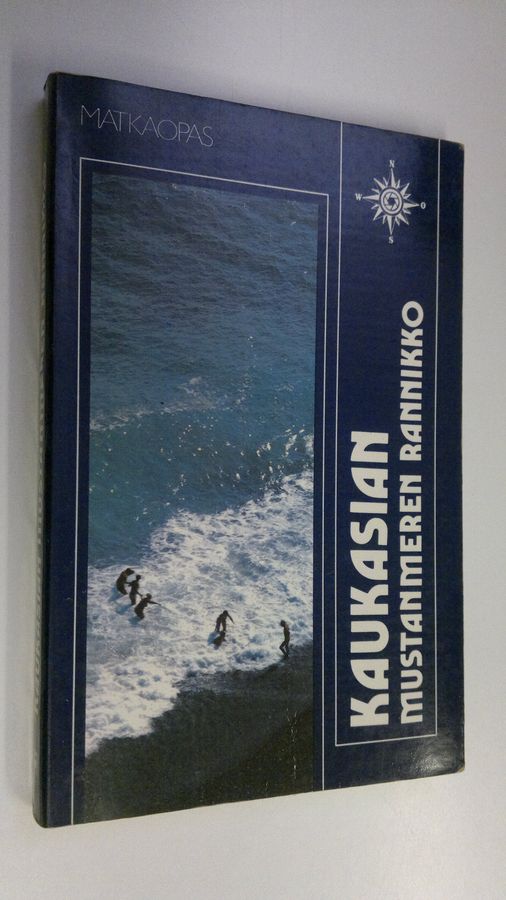 MATKAOPAS
N
W O
S
KAUKASIAN
MUSTANMEREN RANNIKKO